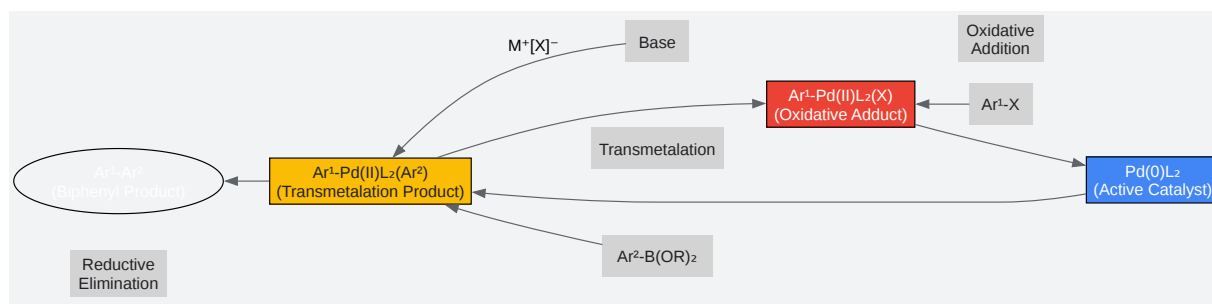 Oxidative
Addition
Base
M⁺[X]⁻
Ar¹-Pd(II)L₂(X)
(Oxidative Adduct)
Ar¹-X
Transmetalation
Ar¹-Ar²
(Biphenyl Product)
Ar¹-Pd(II)L₂(Ar²)
(Transmetalation Product)
Pd(0)L₂
(Active Catalyst)
Ar²-B(OR)₂
Reductive
Elimination